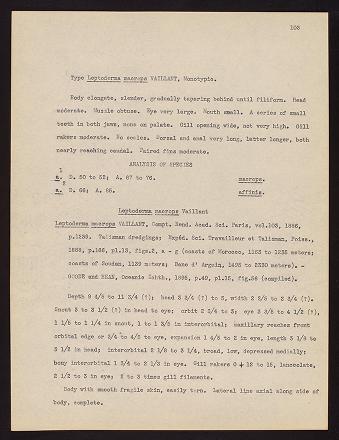 103
Type Leptoderma macrops VAILLANT, Monotypic.
Body elongate, slender, gradually tapering behind until filiform. Head
moderate. Muzzle obtuse. Eye very large. Mouth small. A series of small
teeth in both jaws, none on palate. Gill opening wide, not very high. Gill
rakers moderate. No scales. Dorsal and anal very long, latter longer, both
nearly reaching caudal. Paired fins moderate.
ANALYSIS OF SPECIES
a.1 D. 50 to 52; A. 67 to 76. macrops.
a.2 D. 66; A. 85. affinis.
Leptoderma macrops Vaillant
Leptoderma macrops VAILLANT, Compt. Rend. Acad. Sci. Paris, vol.103, 1886,
p.1239. Talisman dredgings; Expéd. Sci. Travailleur et Talisman, Poiss.,
1888, p.166, pl.13, figs.2, a - g (coasts of Morocco, 1153 to 1235 meters;
coasts of Soudan, 1139 meters; Banc d' Arguin, 1495 to 2330 meters). -
GOODE and BEAN, Oceanic Ichth., 1895, p.49, pl.15, fig.56 (compiled).
Depth 9 4/5 to 11 3/4 (?); head 5 3/4 (?) to 5, width 2 2/5 to 2 3/4 (?).
Snout 3 to 3 1/2 (?) in head to eye; orbit 2 3/4 to 3; eye 3 3/5 to 4 1/2 (?),
1 1/5 to 1 1/4 in snout, 1 to 1 3/5 in interorbital; maxillary reaches front
orbital edge or 3/4 to 4/5 to eye, expansion 1 4/5 to 2 in eye, length 3 1/5 to
3 1/2 in head; interorbital 2 1/5 to 3 1/4, broad, low, depressed medially;
bony interorbital 1 3/4 to 2 1/3 in eye. Gill rakers 0 + 12 to 15, lanceolate,
2 1/2 to 3 in eye; 2 to 3 times gill filaments.
Body with smooth fragile skin, easily torn. Lateral line axial along side of
body, complete.